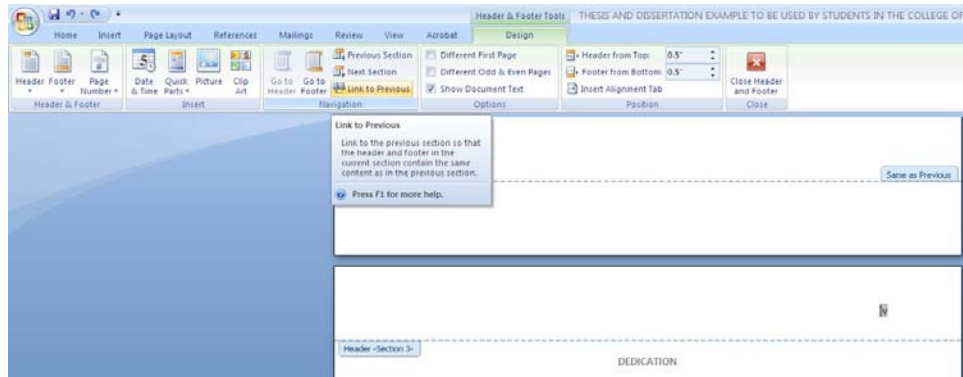 Header & Footer Tools THESIS AND DISSERTATION EXAMPLE TO BE USED BY STUDENTS IN THE COLLEGE OF
Home Insert Page Layout References Mailings Review View Acrobat Design
Header Footer Page Number
Header & Footer
Date & Time Quick Parts Picture Clip Art
Insert
Go to Header Go to Footer
Previous Section
Next Section
Link to Previous
Navigation
Different First Page
Different Odd & Even Pages
Show Document Text
Options
Header from Top: 0.5"
Footer from Bottom: 0.5"
Insert Alignment Tab
Position
Close Header and Footer
Close
Link to Previous
Link to the previous section so that
the header and footer in the
current section contain the same
content as in the previous section.
Press F1 for more help.
Same as Previous
Header -Section 3-
DEDICATION